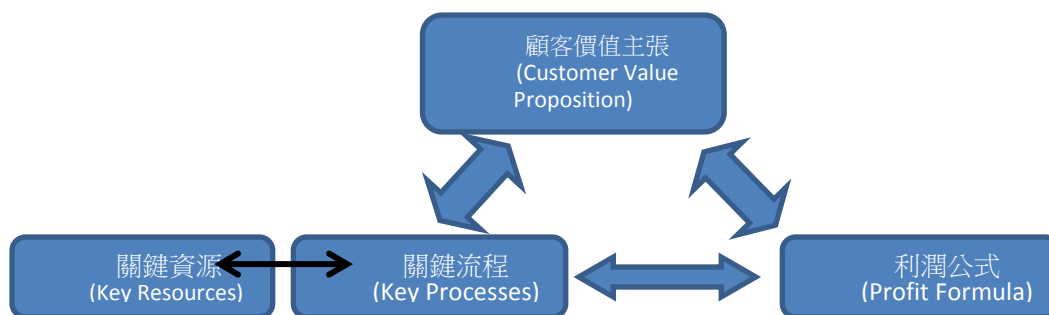 顧客價值主張
(Customer Value
Proposition)
關鍵資源
(Key Resources)
關鍵流程
(Key Processes)
利潤公式
(Profit Formula)